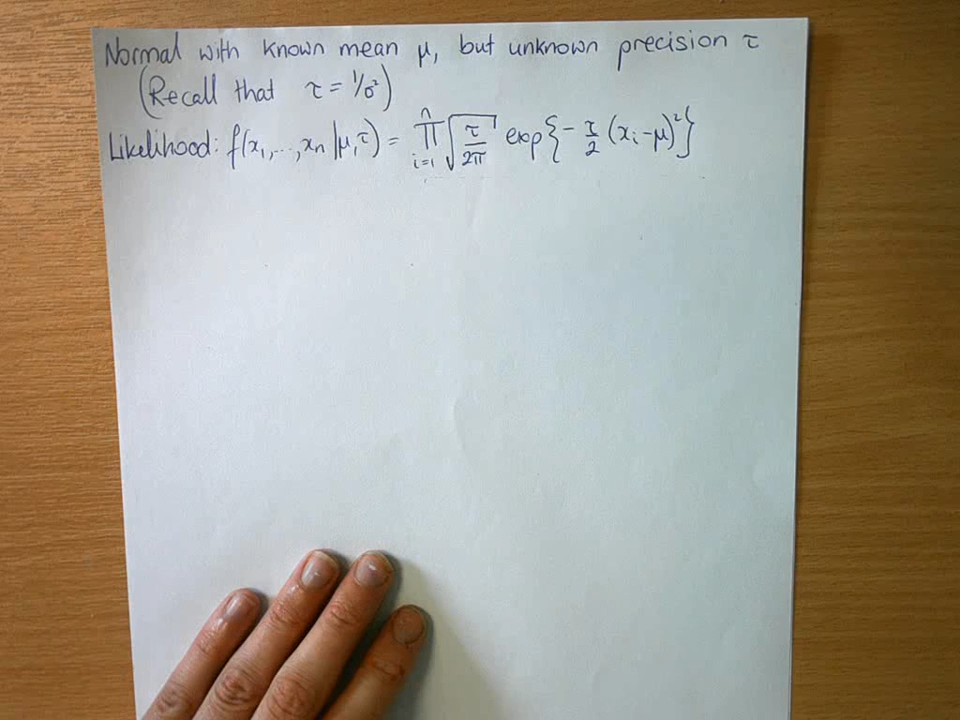 Normal with known mean μ, but unknown precision τ
(Recall that τ = 1/σ²)
Likelihood: f(x₁,...,xₙ|μ,τ) = ∏ᵢ₌₁ⁿ √(τ/2π) exp{-τ/2 (xᵢ-μ)²}